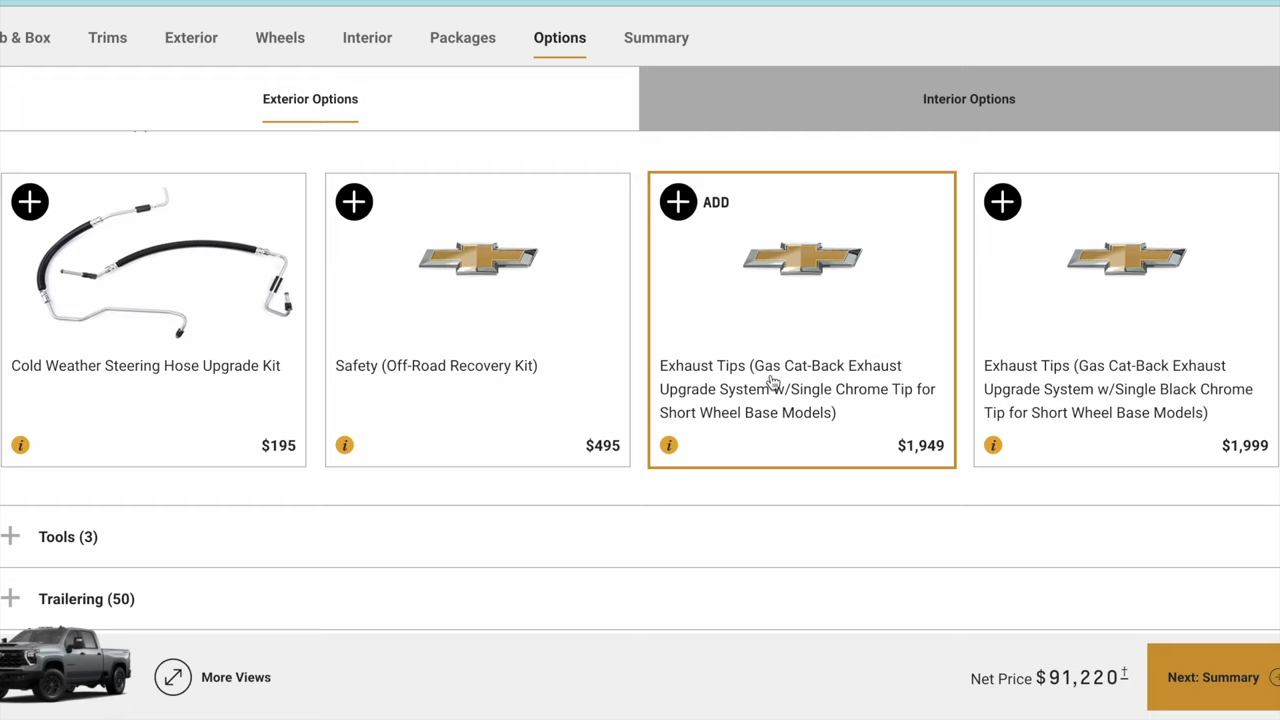 b & Box Trims Exterior Wheels Interior Packages Options Summary
Exterior Options Interior Options
ADD
Cold Weather Steering Hose Upgrade Kit
$195
Safety (Off-Road Recovery Kit)
$495
Exhaust Tips (Gas Cat-Back Exhaust
Upgrade System w/Single Chrome Tip for
Short Wheel Base Models)
$1,949
Exhaust Tips (Gas Cat-Back Exhaust
Upgrade System w/Single Black Chrome
Tip for Short Wheel Base Models)
$1,999
Tools (3)
Trailering (50)
More Views
Net Price $91,220†
Next: Summary